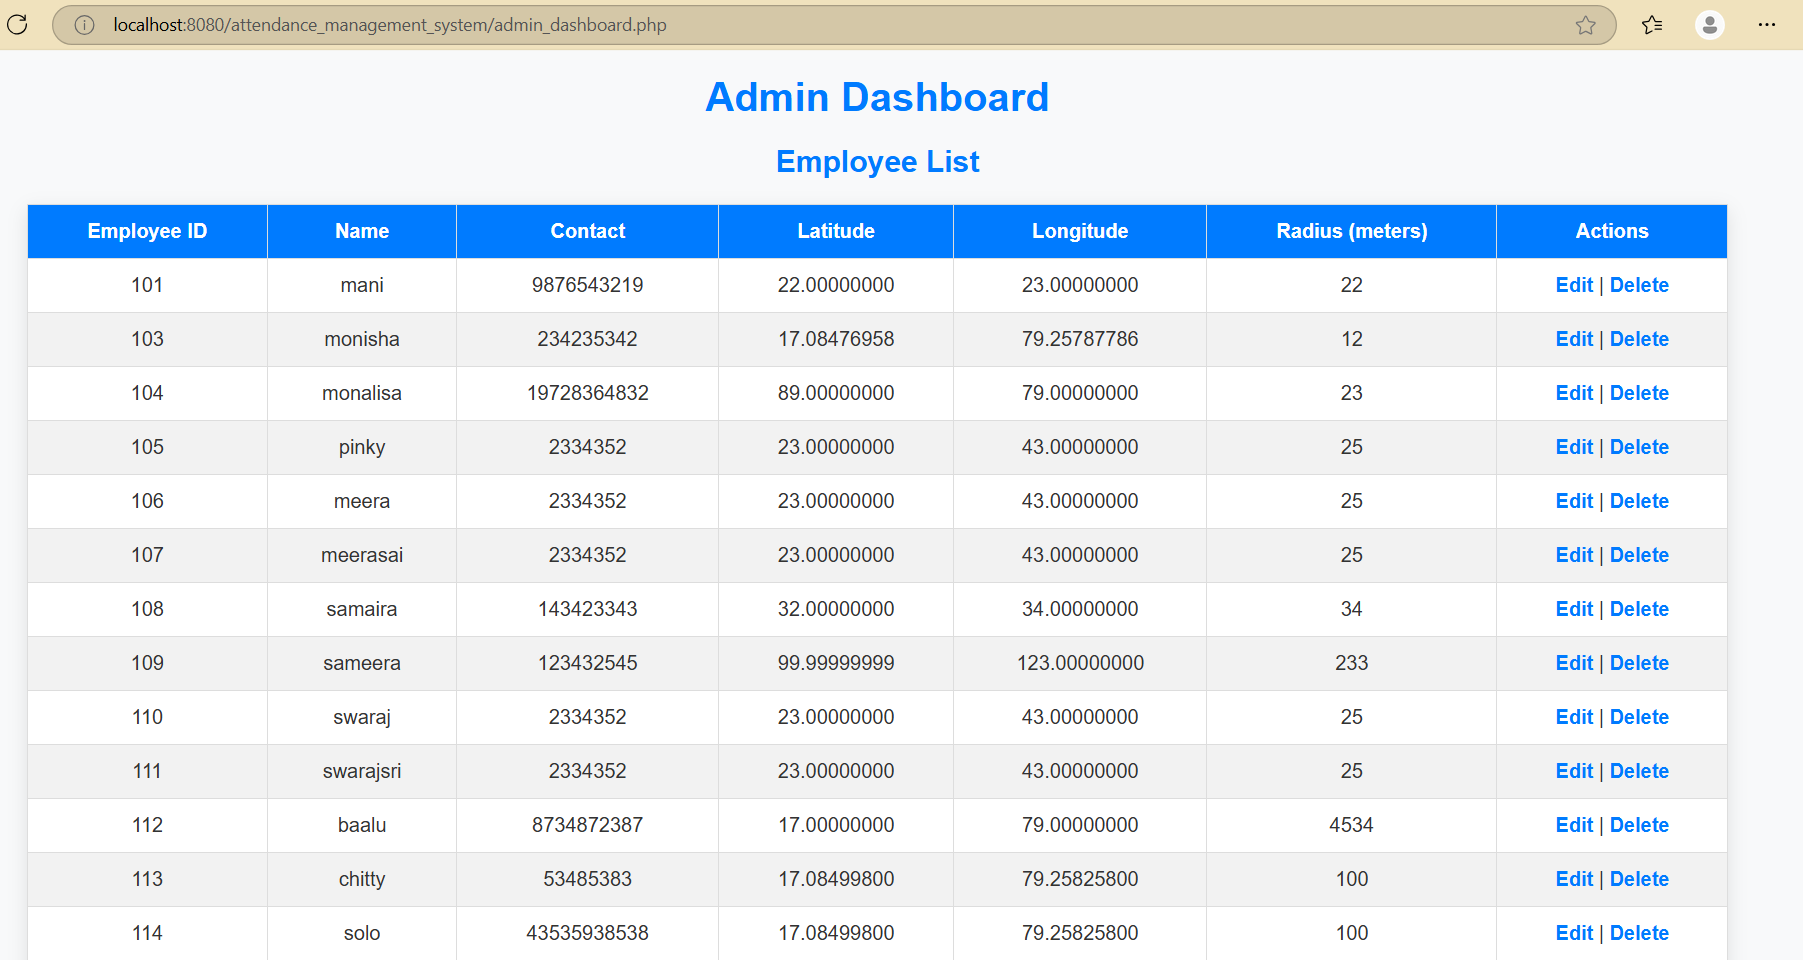 localhost:8080/attendance_management_system/admin_dashboard.php
Admin Dashboard
Employee List
Employee ID Name Contact Latitude Longitude Radius (meters) Actions
101 mani 9876543219 22.00000000 23.00000000 22 Edit | Delete
103 monisha 234235342 17.08476958 79.25787786 12 Edit | Delete
104 monalisa 19728364832 89.00000000 79.00000000 23 Edit | Delete
105 pinky 2334352 23.00000000 43.00000000 25 Edit | Delete
106 meera 2334352 23.00000000 43.00000000 25 Edit | Delete
107 meerasai 2334352 23.00000000 43.00000000 25 Edit | Delete
108 samaira 143423343 32.00000000 34.00000000 34 Edit | Delete
109 sameera 123432545 99.99999999 123.00000000 233 Edit | Delete
110 swaraj 2334352 23.00000000 43.00000000 25 Edit | Delete
111 swarajsri 2334352 23.00000000 43.00000000 25 Edit | Delete
112 baalu 8734872387 17.00000000 79.00000000 4534 Edit | Delete
113 chitty 53485383 17.08499800 79.25825800 100 Edit | Delete
114 solo 43535938538 17.08499800 79.25825800 100 Edit | Delete